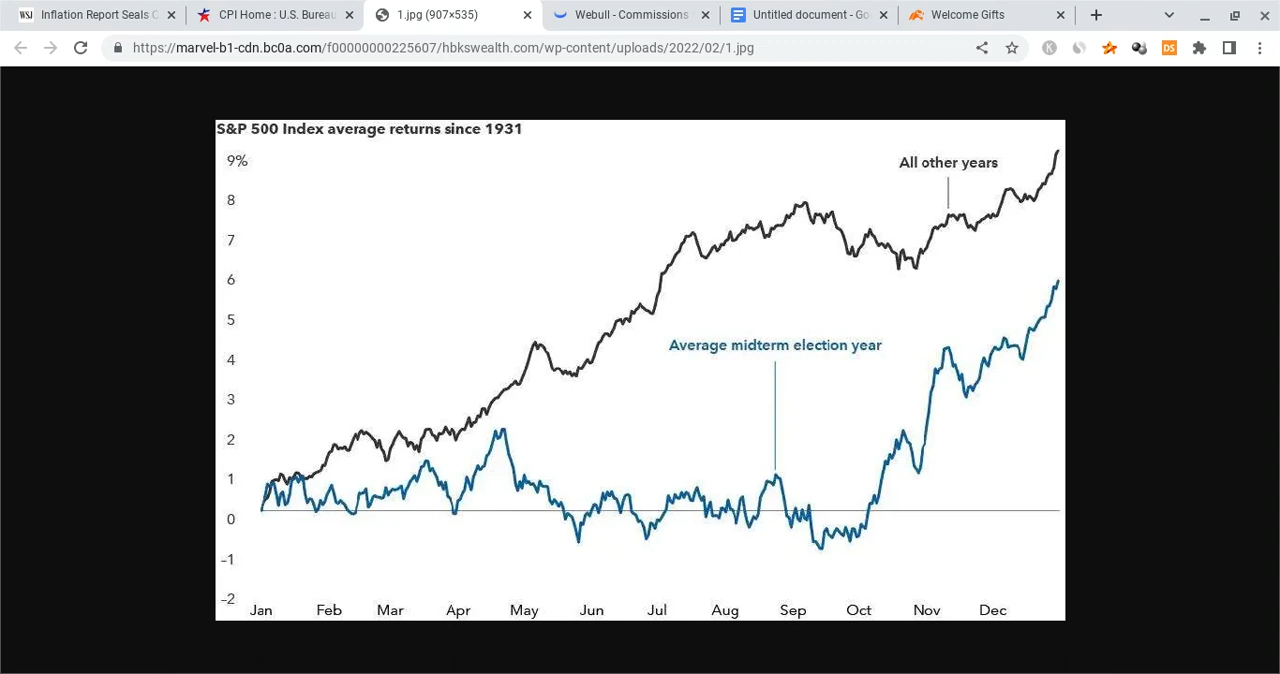 Inflation Report Seals C
CPI Home : U.S. Bureau
1.jpg (907×535)
Webull - Commissions
Untitled document - Go
Welcome Gifts
https://marvel-b1-cdn.bc0a.com/f00000000225607/hbkswealth.com/wp-content/uploads/2022/02/1.jpg
K
DS
S&P 500 Index average returns since 1931
9%
8
7
6
5
4
3
2
1
0
–1
–2
All other years
Average midterm election year
Jan Feb Mar Apr May Jun Jul Aug Sep Oct Nov Dec